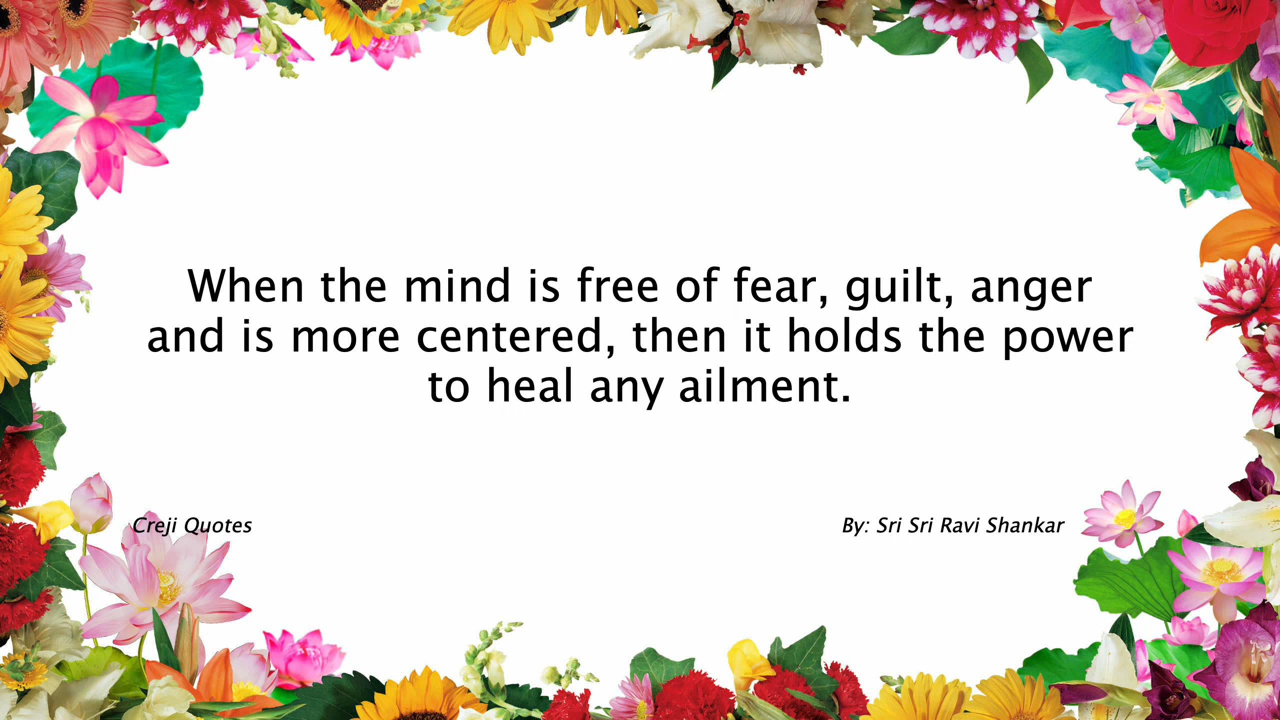 When the mind is free of fear, guilt, anger
and is more centered, then it holds the power
to heal any ailment.
Creji Quotes
By: Sri Sri Ravi Shankar